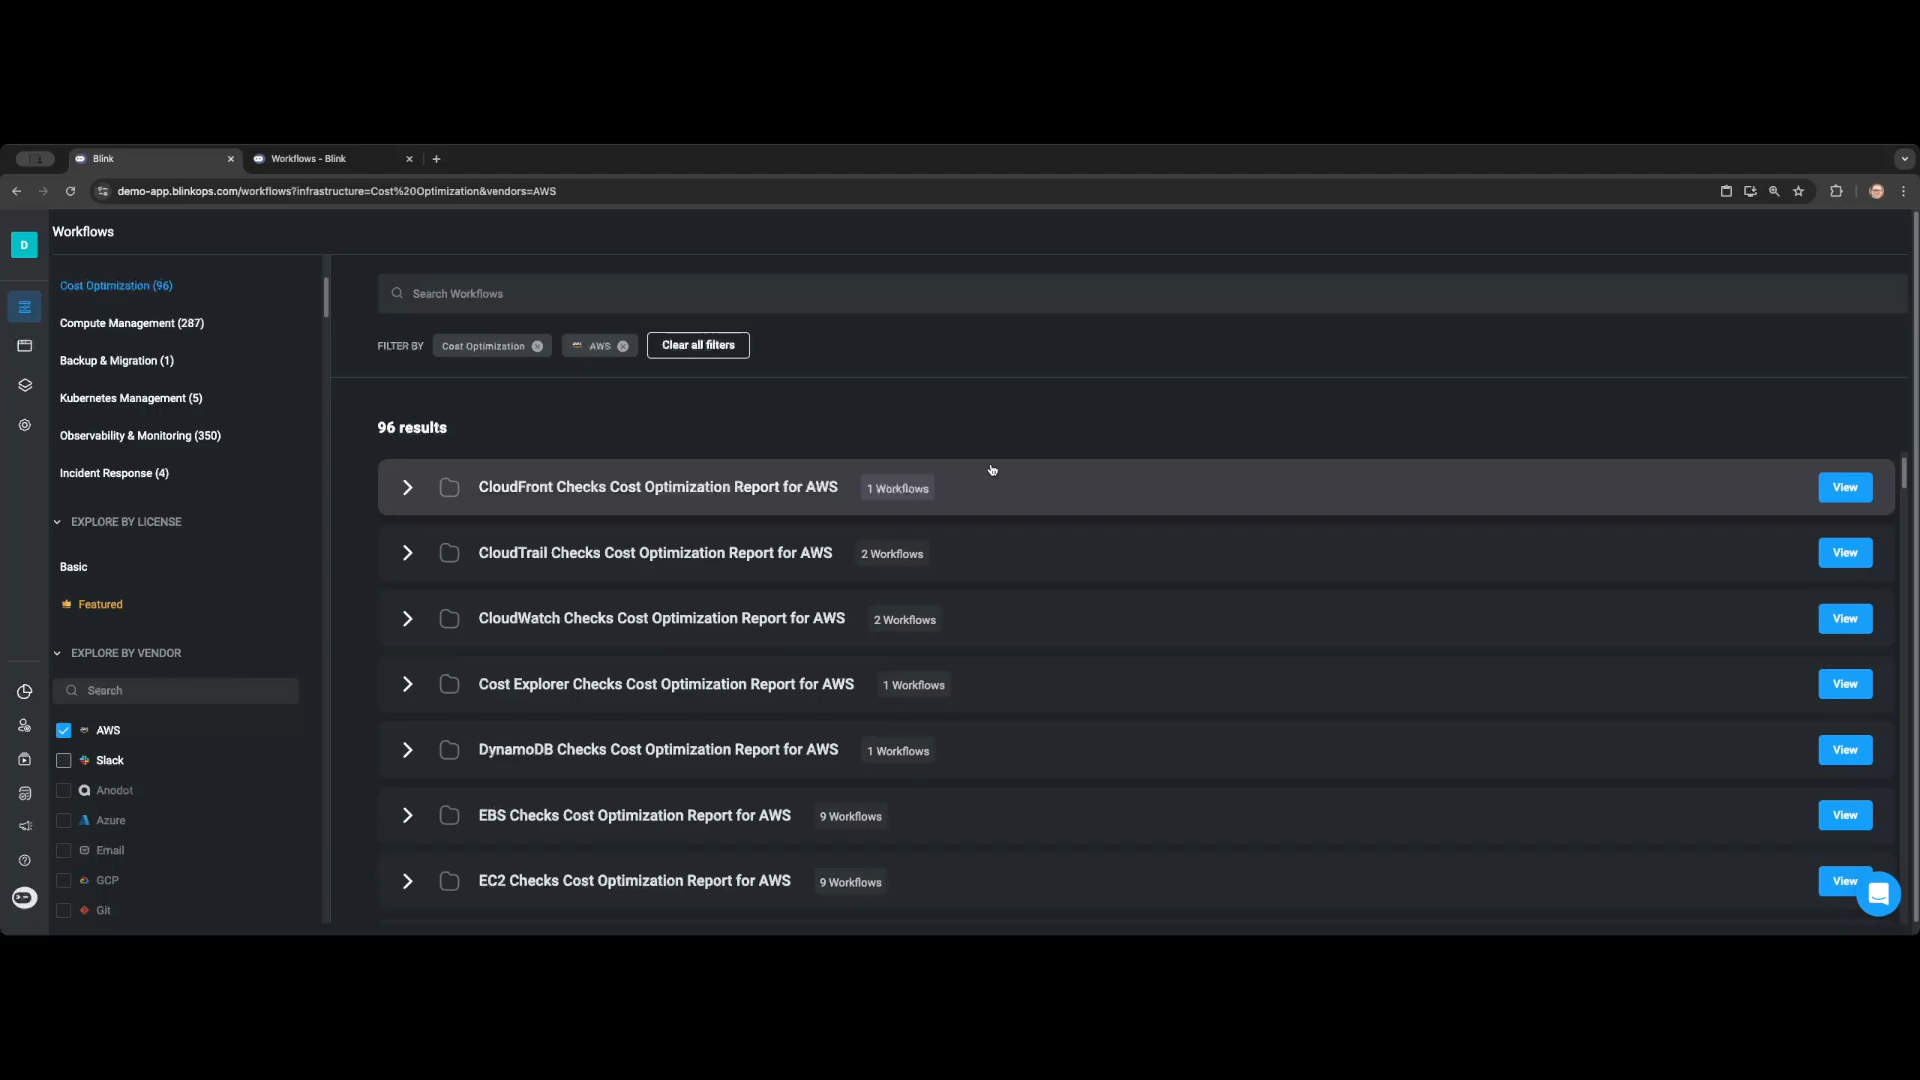 Blink
Workflows - Blink
demo-app.blinkops.com/workflows?infrastructure=Cost%20Optimization&vendors=AWS
D
Workflows
Cost Optimization (96)
Compute Management (287)
Backup & Migration (1)
Kubernetes Management (5)
Observability & Monitoring (350)
Incident Response (4)
EXPLORE BY LICENSE
Basic
Featured
EXPLORE BY VENDOR
Search
AWS
Slack
Anodot
Azure
Email
GCP
Git
Search Workflows
FILTER BY Cost Optimization AWS Clear all filters
96 results
CloudFront Checks Cost Optimization Report for AWS 1 Workflows View
CloudTrail Checks Cost Optimization Report for AWS 2 Workflows View
CloudWatch Checks Cost Optimization Report for AWS 2 Workflows View
Cost Explorer Checks Cost Optimization Report for AWS 1 Workflows View
DynamoDB Checks Cost Optimization Report for AWS 1 Workflows View
EBS Checks Cost Optimization Report for AWS 9 Workflows View
EC2 Checks Cost Optimization Report for AWS 9 Workflows View